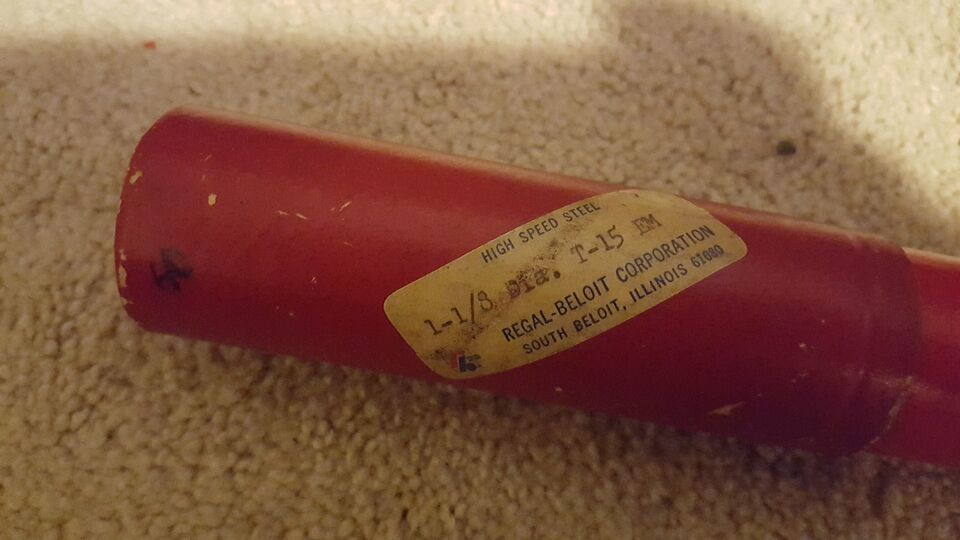 HIGH SPEED STEEL
1-1/8 Dia. T-15 EM
REGAL-BELOIT CORPORATION
SOUTH BELOIT, ILLINOIS 61080